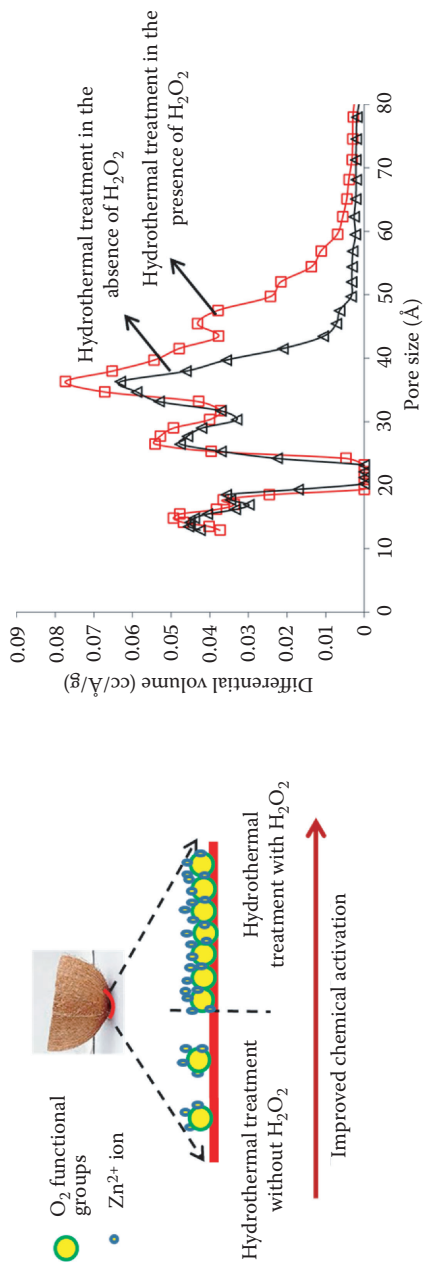 O₂ functional
groups
Zn²⁺ ion
Hydrothermal treatment
without H₂O₂
Hydrothermal
treatment with H₂O₂
Improved chemical activation
Differential volume (cc/Å/g)
0.09
0.08
0.07
0.06
0.05
0.04
0.03
0.02
0.01
0
0
10
20
30
40
50
60
70
80
Pore size (Å)
Hydrothermal treatment in the
absence of H₂O₂
Hydrothermal treatment in the
presence of H₂O₂